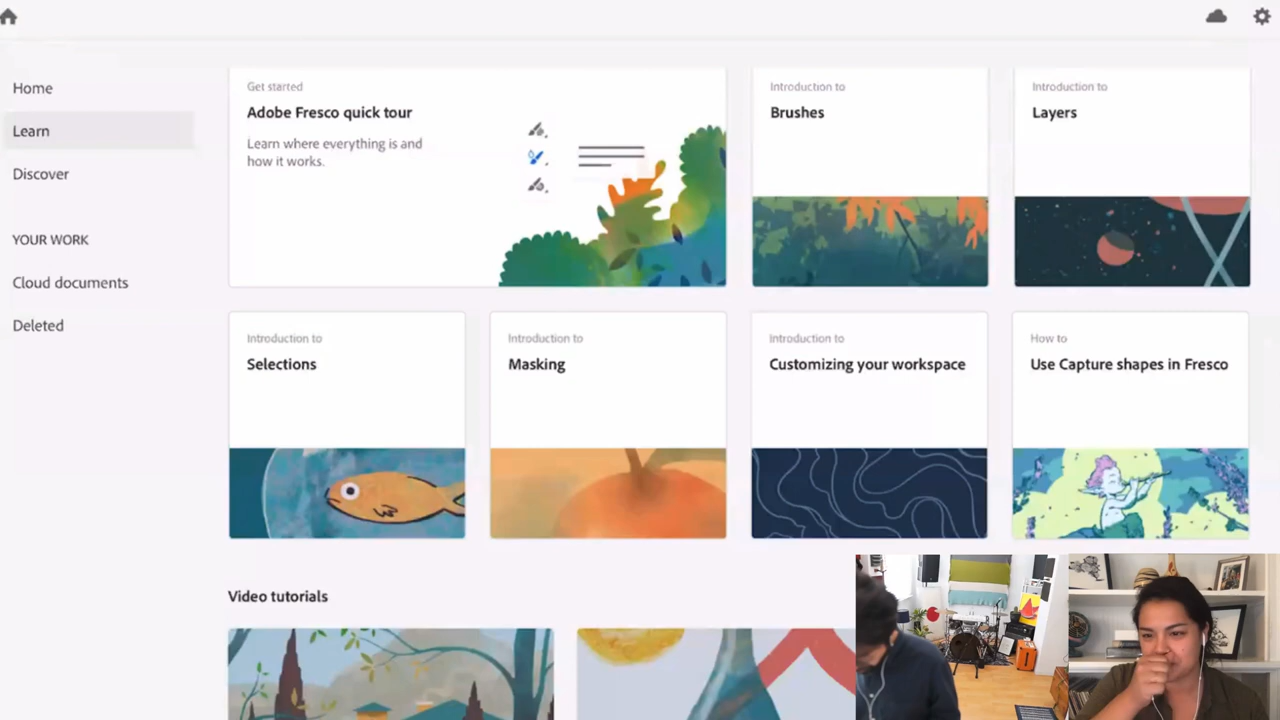 Home
Learn
Discover
YOUR WORK
Cloud documents
Deleted
Get started
Adobe Fresco quick tour
Learn where everything is and
how it works.
Introduction to
Brushes
Introduction to
Layers
Introduction to
Selections
Introduction to
Masking
Introduction to
Customizing your workspace
How to
Use Capture shapes in Fresco
Video tutorials